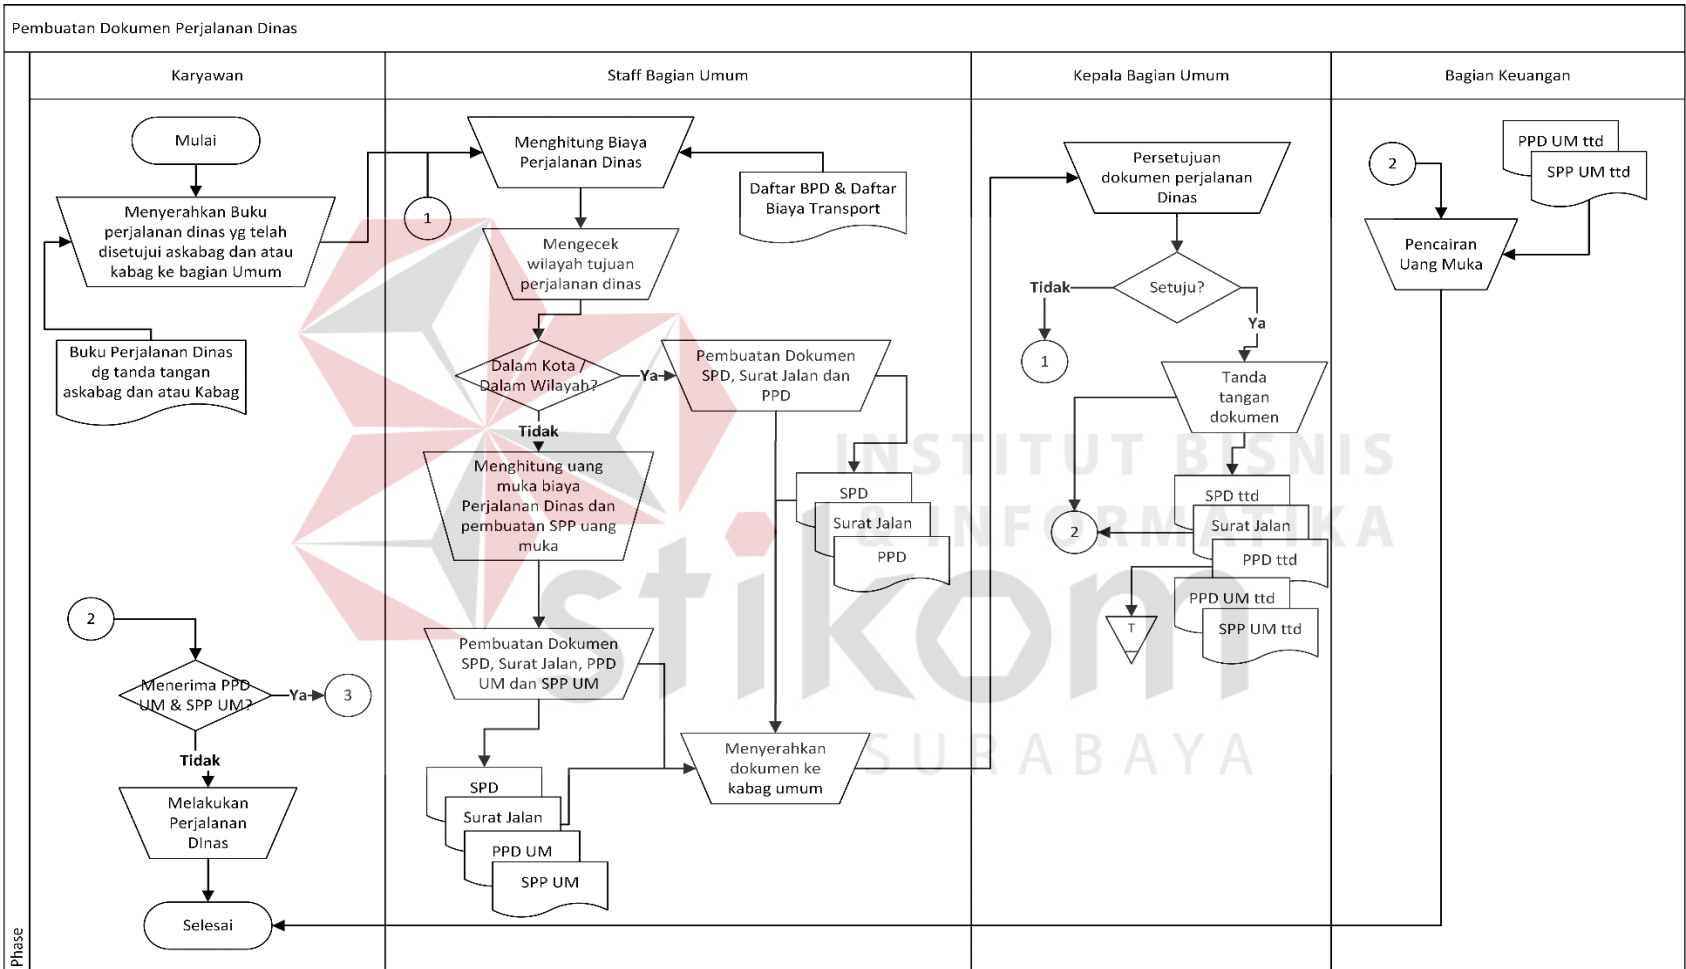 Pembuatan Dokumen Perjalanan Dinas
Phase
Karyawan
Staff Bagian Umum
Kepala Bagian Umum
Bagian Keuangan
Mulai
Menyerahkan Buku
perjalanan dinas yg telah
disetujui askabag dan atau
kabag ke bagian Umum
Buku Perjalanan Dinas
dg tanda tangan
askabag dan atau Kabag
2
Menerima PPD
UM & SPP UM?
Ya
3
Tidak
Melakukan
Perjalanan
DInas
Selesai
Menghitung Biaya
Perjalanan Dinas
1
Daftar BPD & Daftar
Biaya Transport
Mengecek
wilayah tujuan
perjalanan dinas
Dalam Kota /
Dalam Wilayah?
Ya
Pembuatan Dokumen
SPD, Surat Jalan dan
PPD
Tidak
Menghitung uang
muka biaya
Perjalanan Dinas dan
pembuatan SPP uang
muka
SPD
Surat Jalan
PPD
Pembuatan Dokumen
SPD, Surat Jalan, PPD
UM dan SPP UM
SPD
Surat Jalan
PPD UM
SPP UM
Menyerahkan
dokumen ke
kabag umum
Persetujuan
dokumen perjalanan
Dinas
Setuju?
Tidak
1
Ya
Tanda
tangan
dokumen
2
SPD ttd
Surat Jalan
PPD ttd
PPD UM ttd
SPP UM ttd
T
2
PPD UM ttd
SPP UM ttd
Pencairan
Uang Muka
INSTITUT BISNIS
& INFORMATIKA
stikom
SURABAYA